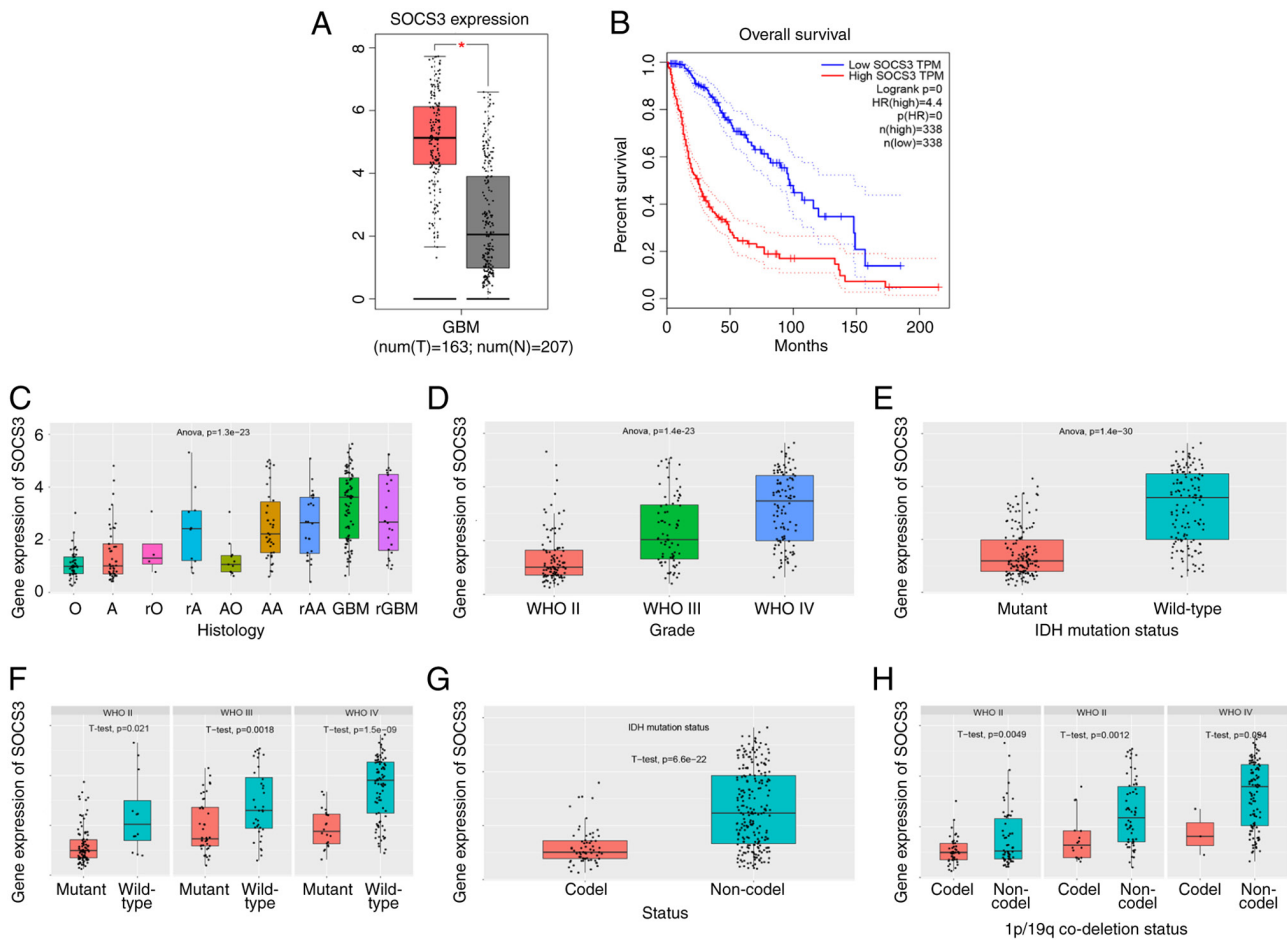 A
SOCS3 expression
8
6
4
2
0
*
GBM
(num(T)=163; num(N)=207)
B
Overall survival
Percent survival
1.0
0.8
0.6
0.4
0.2
0.0
Low SOCS3 TPM
High SOCS3 TPM
Logrank p=0
HR(high)=4.4
p(HR)=0
n(high)=338
n(low)=338
0 50 100 150 200
Months
C
Gene expression of SOCS3
6
4
2
0
Anova, p=1.3e−23
O A rO rA AO AA rAA GBM rGBM
Histology
D
Gene expression of SOCS3
Anova, p=1.4e-23
WHO II WHO III WHO IV
Grade
E
Gene expression of SOCS3
Anova, p=1.4e−30
Mutant Wild-type
IDH mutation status
F
Gene expression of SOCS3
WHO II WHO III WHO IV
T-test, p=0.021 T−test, p=0.0018 T−test, p=1.5e−09
Mutant Wild- Mutant Wild- Mutant Wild-
type type type
G
Gene expression of SOCS3
IDH mutation status
T−test, p=6.6e−22
Codel Non-codel
Status
H
Gene expression of SOCS3
WHO II WHO II WHO IV
T-test, p=0.0049 T−test, p=0.0012 T-test, p=0.094
Codel Non- Codel Non- Codel Non-
codel codel codel
1p/19q co-deletion status